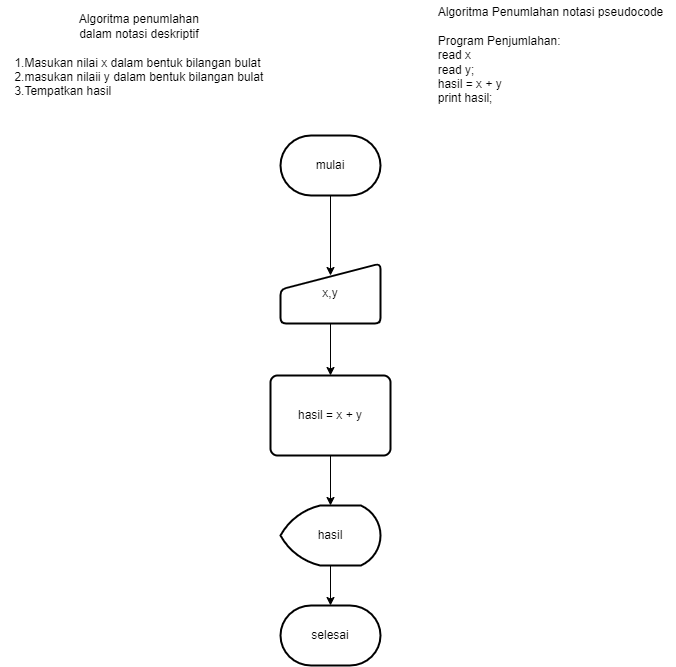 Algoritma penumlahan
dalam notasi deskriptif
1.Masukan nilai x dalam bentuk bilangan bulat
2.masukan nilaii y dalam bentuk bilangan bulat
3.Tempatkan hasil
Algoritma Penumlahan notasi pseudocode
Program Penjumlahan:
read x
read y;
hasil = x + y
print hasil;
mulai
x,y
hasil = x + y
hasil
selesai